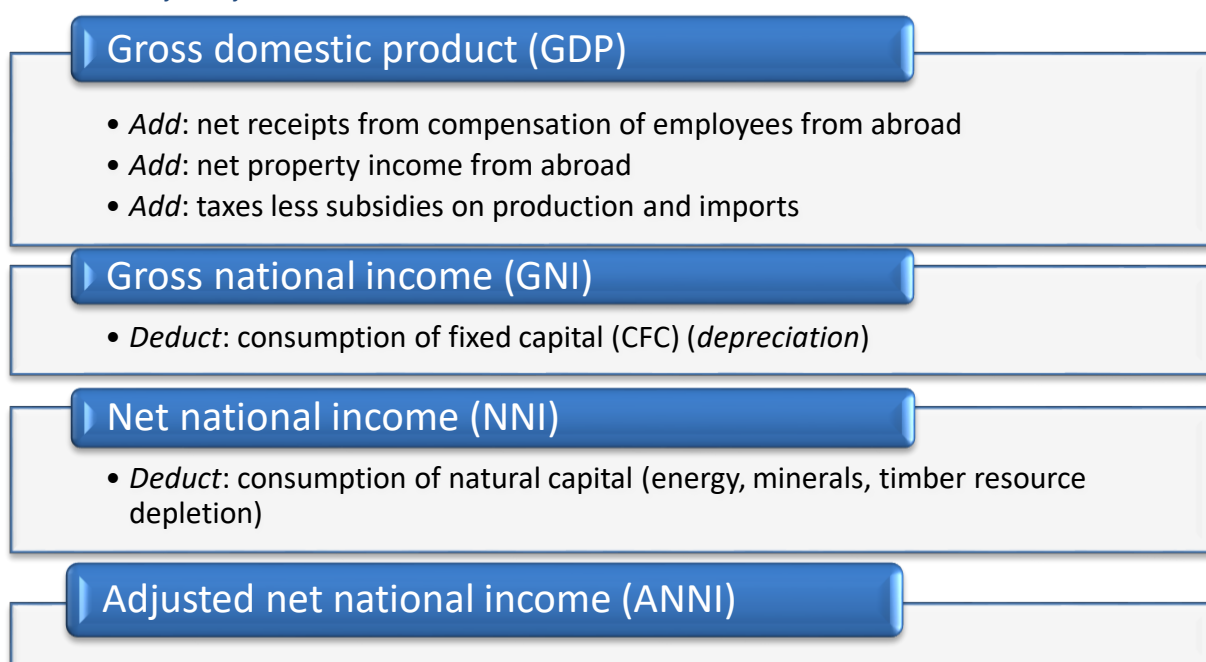 Gross domestic product (GDP)
• Add: net receipts from compensation of employees from abroad
• Add: net property income from abroad
• Add: taxes less subsidies on production and imports
Gross national income (GNI)
• Deduct: consumption of fixed capital (CFC) (depreciation)
Net national income (NNI)
• Deduct: consumption of natural capital (energy, minerals, timber resource
depletion)
Adjusted net national income (ANNI)